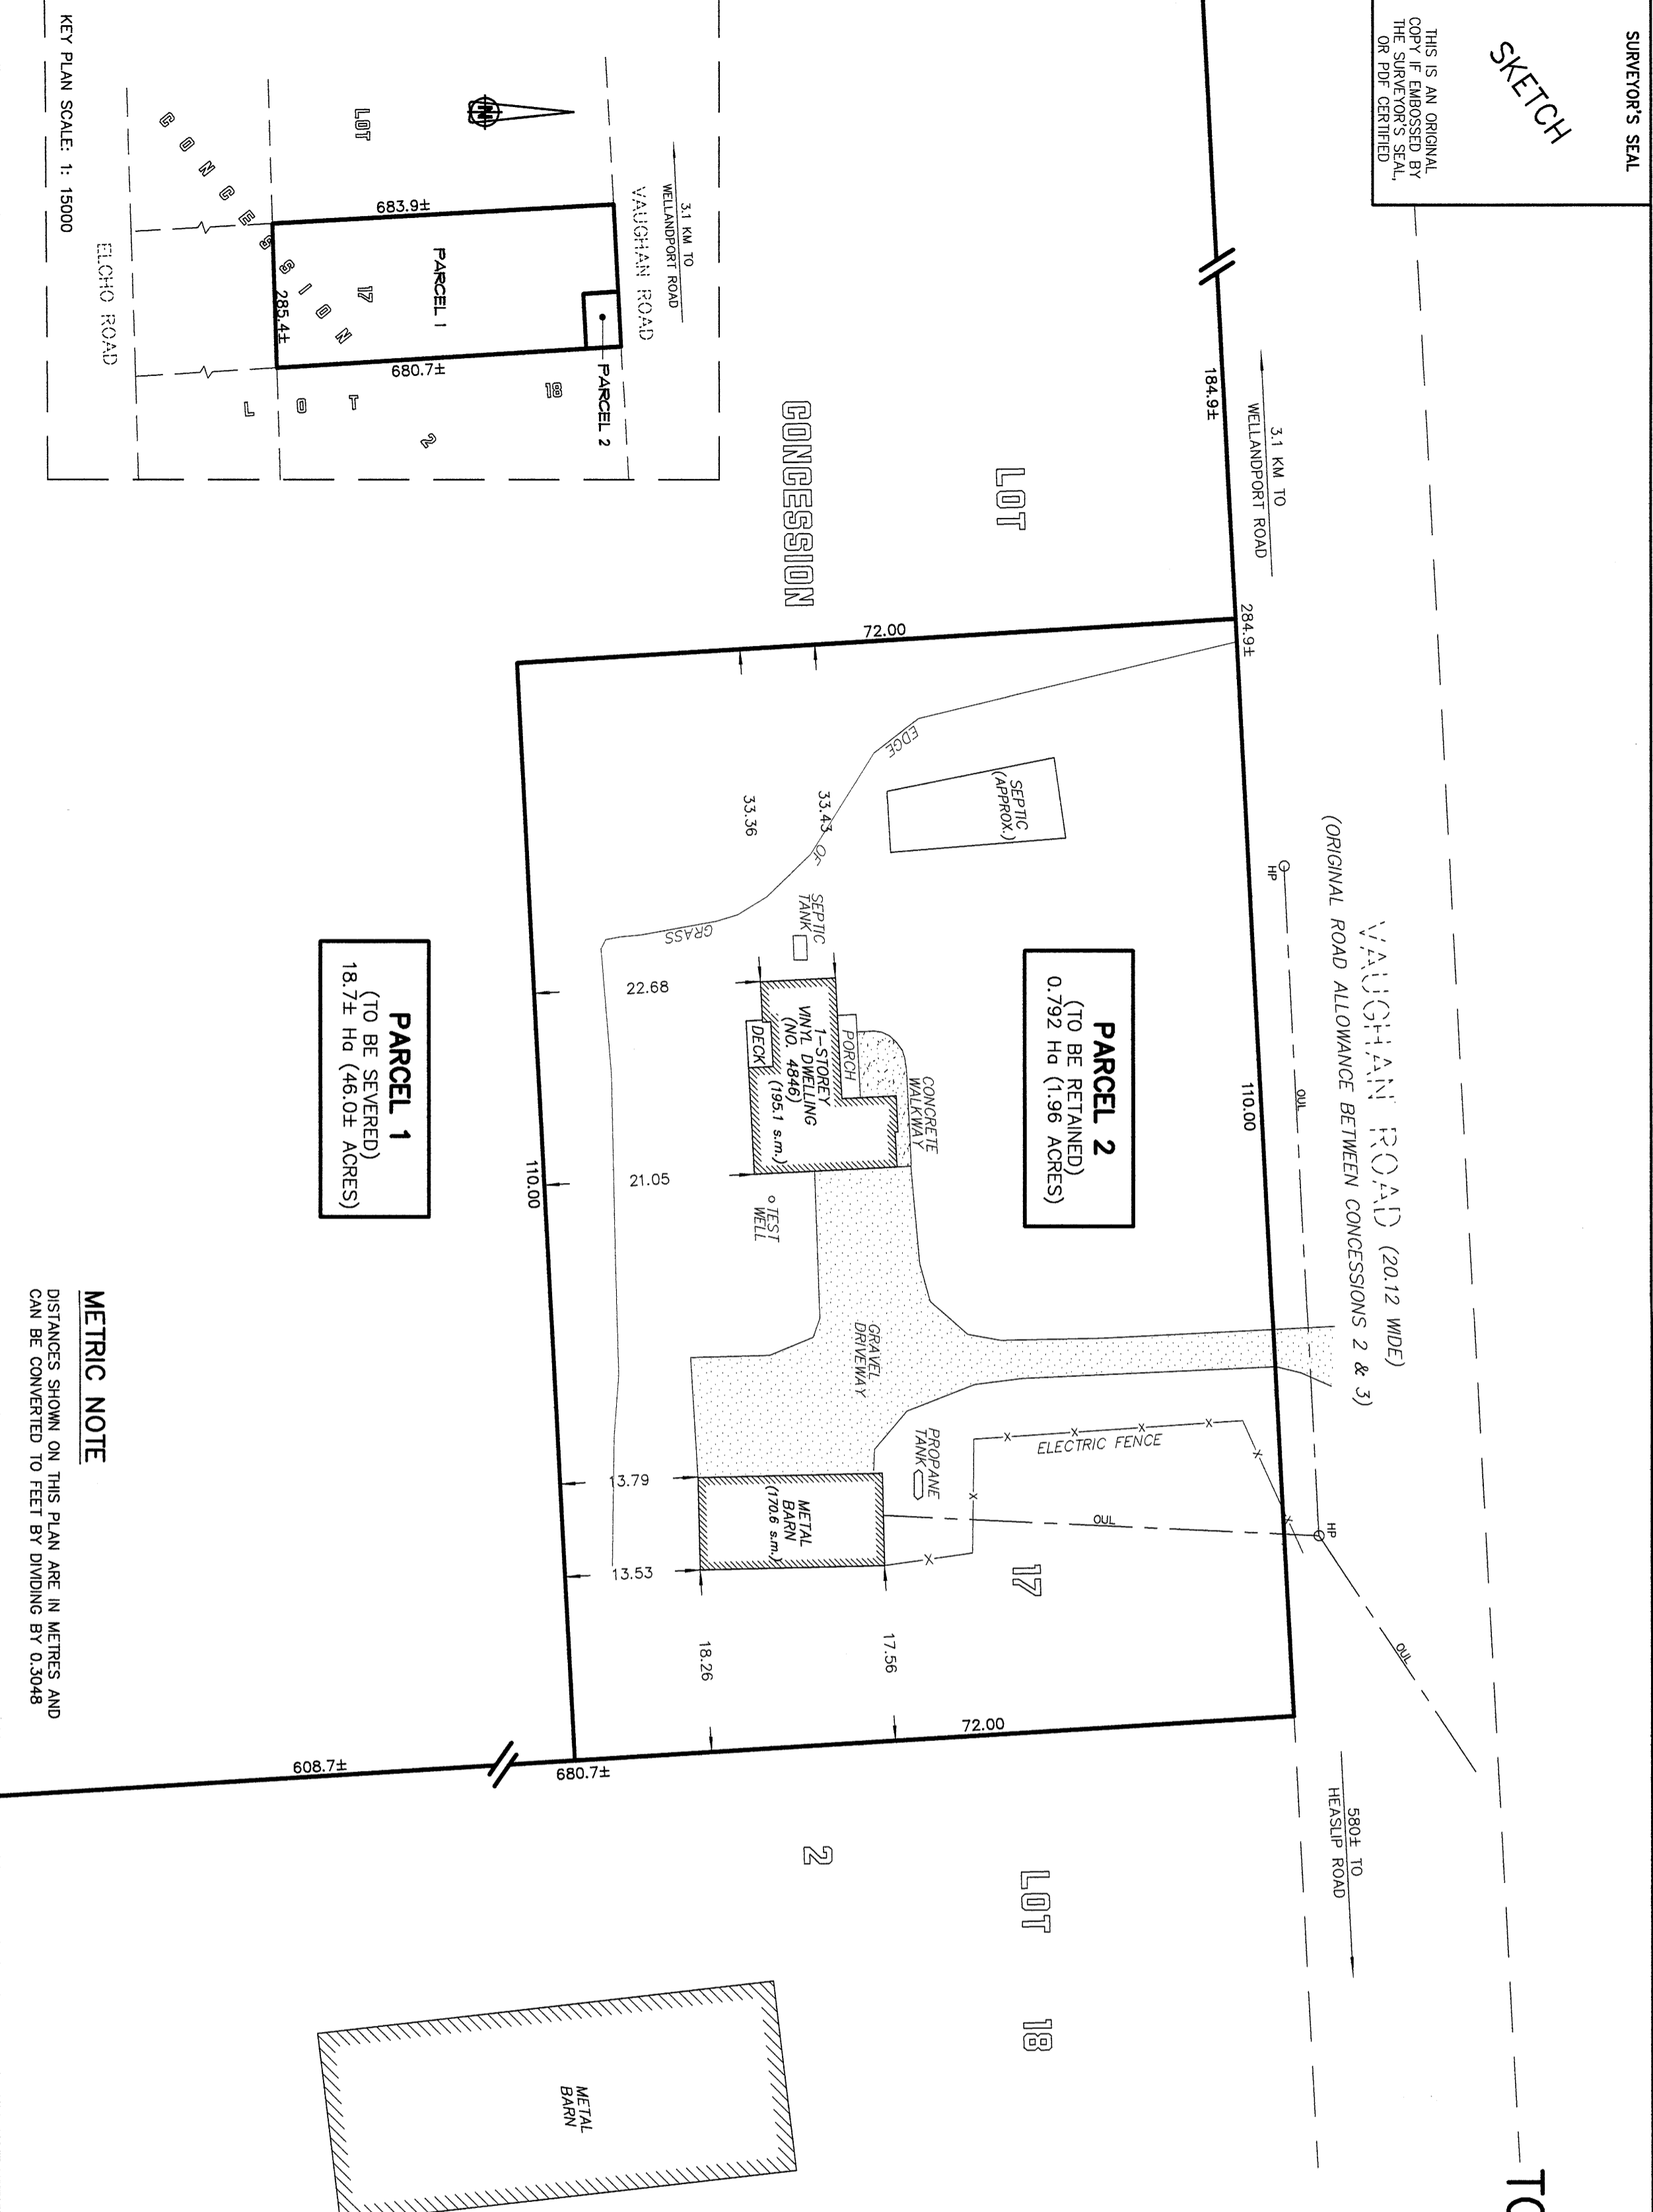 SURVEYOR'S SEAL
SKETCH
THIS IS AN ORIGINAL
COPY IF EMBOSSED BY
THE SURVEYOR'S SEAL,
OR PDF CERTIFIED
3.1 KM TO
WELLANDPORT ROAD
VAUGHAN ROAD
LOT
N
683.9±
PARCEL 1
17
PARCEL 2
680.7±
285.4±
18
LOT
2
CONCESSION
ELCHO ROAD
KEY PLAN SCALE: 1: 15000
VAUGHAN ROAD (20.12 WIDE)
(ORIGINAL ROAD ALLOWANCE BETWEEN CONCESSIONS 2 & 3)
3.1 KM TO
WELLANDPORT ROAD
580± TO
HEASLIP ROAD
HP
OUL
HP
OUL
184.9±
284.9±
110.00
LOT
CONCESSION
72.00
EDGE
OF
GRASS
SEPTIC
(APPROX.)
33.43
33.36
SEPTIC
TANK
PARCEL 2
(TO BE RETAINED)
0.792 Ha (1.96 ACRES)
CONCRETE
WALKWAY
PORCH
1-STOREY
VINYL DWELLING
(NO. 4846)
(195.1 s.m.)
DECK
22.68
21.05
TEST
WELL
GRAVEL
DRIVEWAY
ELECTRIC FENCE
PROPANE
TANK
OUL
METAL
BARN
(170.6 s.m.)
13.79
13.53
17
17.56
18.26
72.00
110.00
PARCEL 1
(TO BE SEVERED)
18.7± Ha (46.0± ACRES)
680.7±
608.7±
LOT 18
2
METAL
BARN
METRIC NOTE
DISTANCES SHOWN ON THIS PLAN ARE IN METRES AND
CAN BE CONVERTED TO FEET BY DIVIDING BY 0.3048